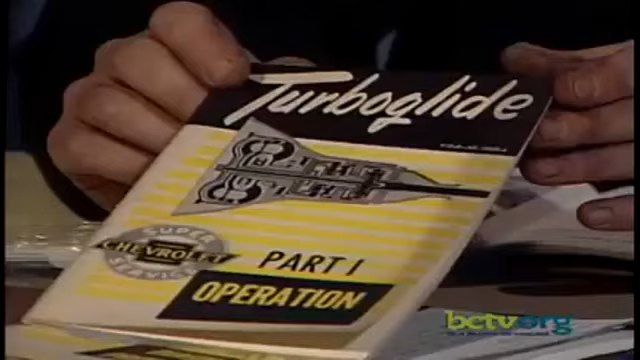 Turboglide
SUPER
CHEVROLET
SERVICE
PART I
OPERATION
bctv.org